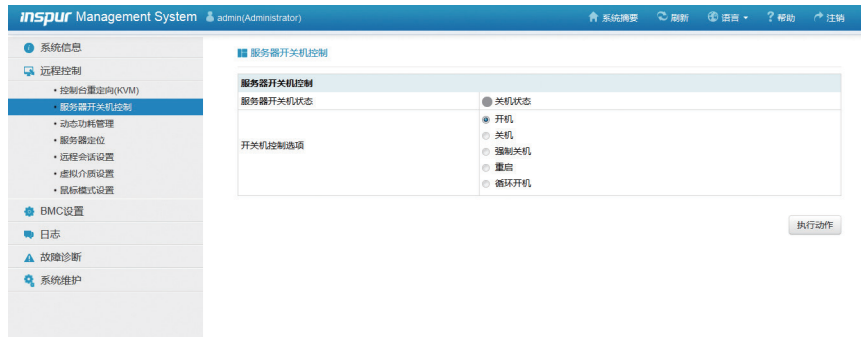 inspur Management System admin(Administrator) 系统摘要 刷新 语言 帮助 注销
系统信息
远程控制
• 控制台重定向(KVM)
• 服务器开关机控制
• 动态功耗管理
• 服务器定位
• 远程会话设置
• 虚拟介质设置
• 鼠标模式设置
BMC设置
日志
故障诊断
系统维护
服务器开关机控制
服务器开关机控制
服务器开关机状态 关机状态
开关机控制选项
开机
关机
强制关机
重启
循环开机
执行动作